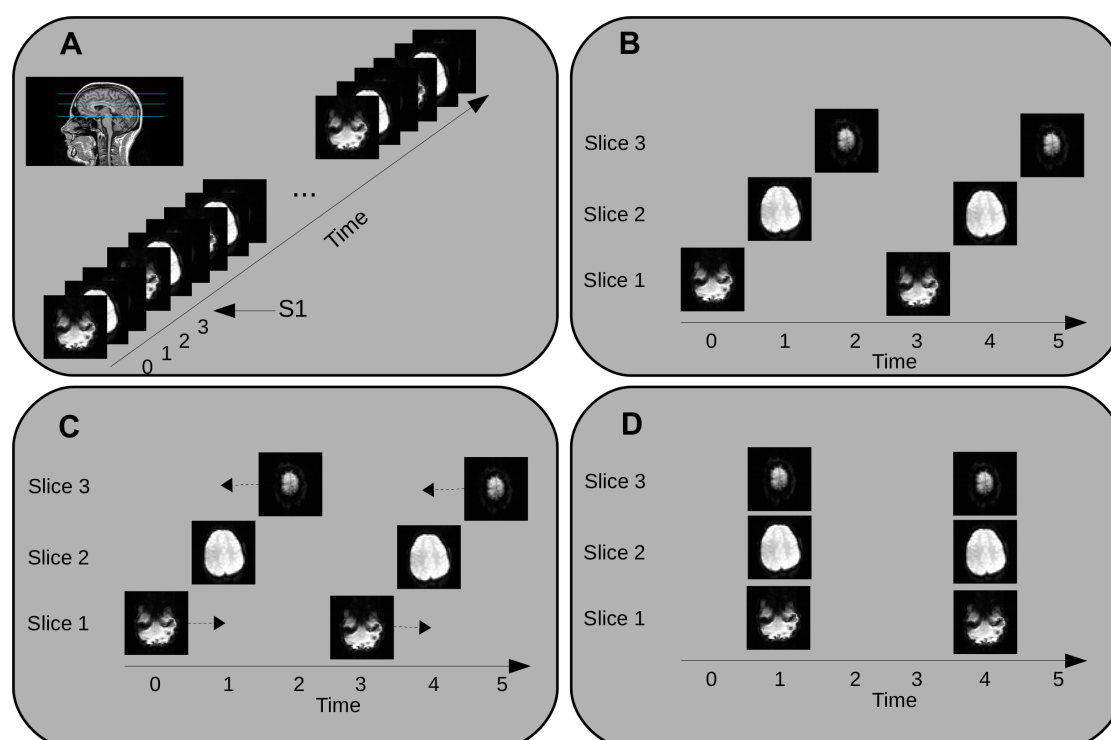 A
...
Time
S1
0 1 2 3
B
Slice 3
Slice 2
Slice 1
0 1 2 3 4 5
Time
C
Slice 3
Slice 2
Slice 1
0 1 2 3 4 5
Time
D
Slice 3
Slice 2
Slice 1
0 1 2 3 4 5
Time